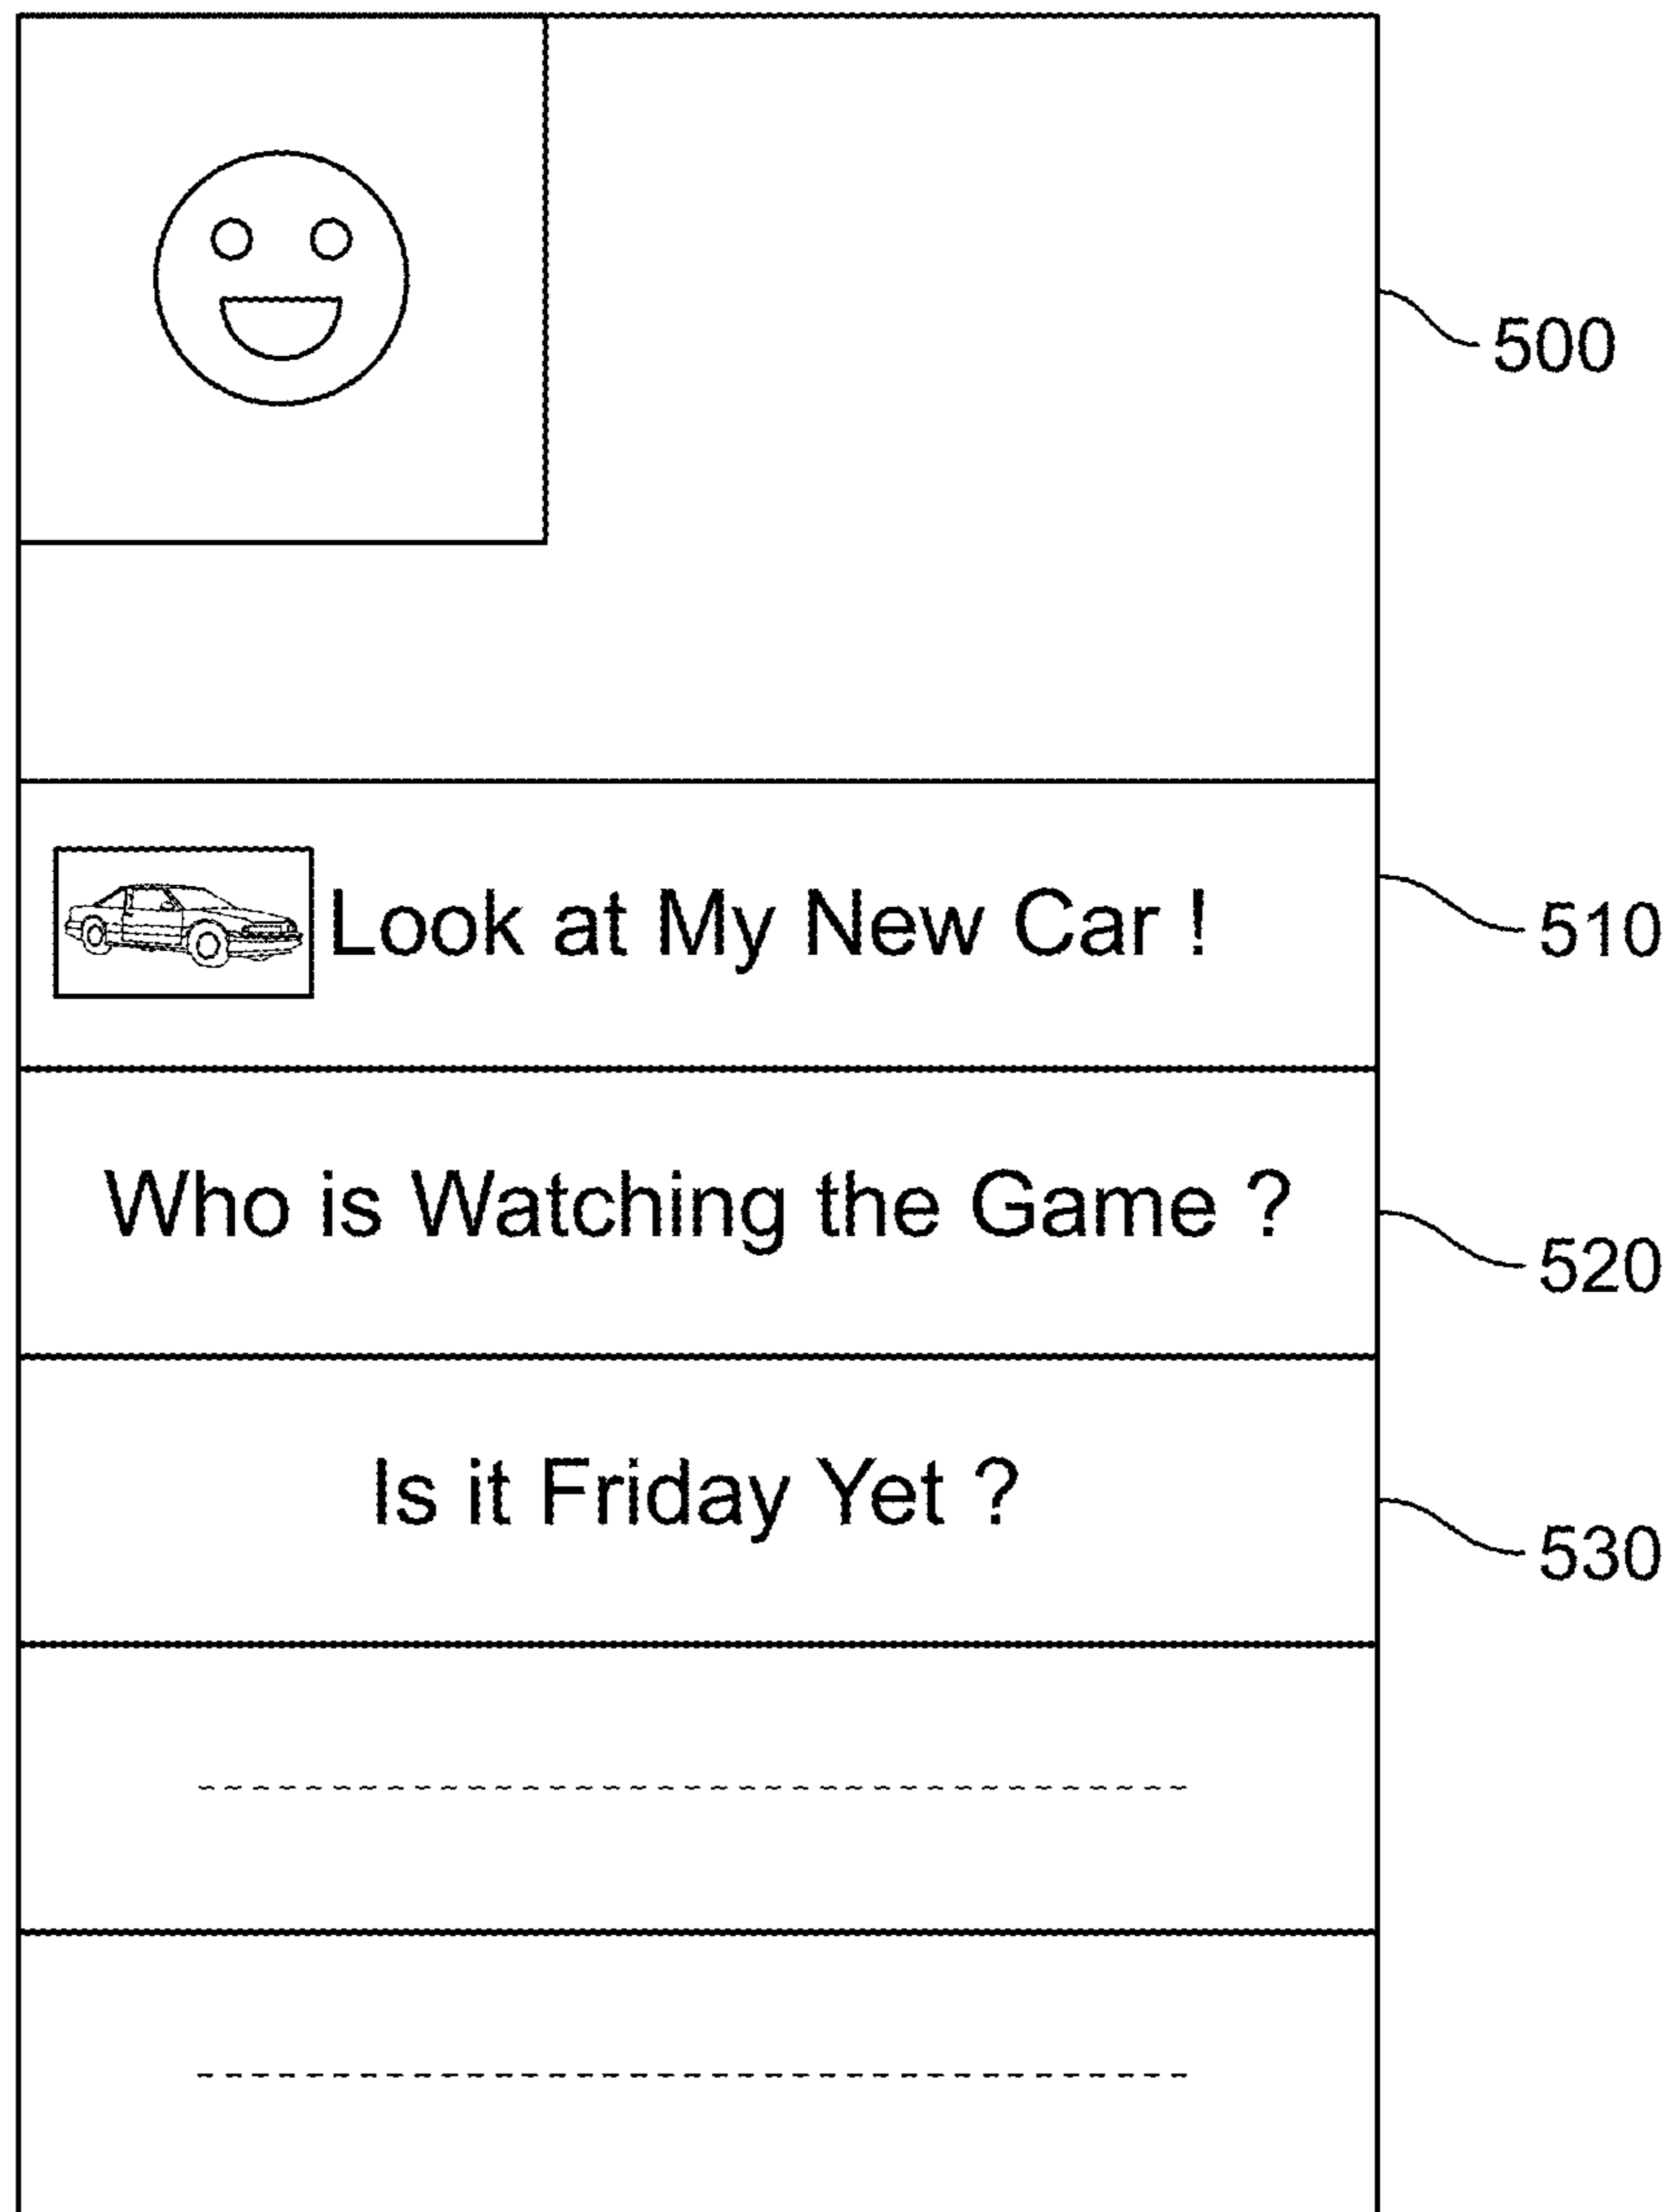 500
Look at My New Car !
510
Who is Watching the Game ?
520
Is it Friday Yet ?
530